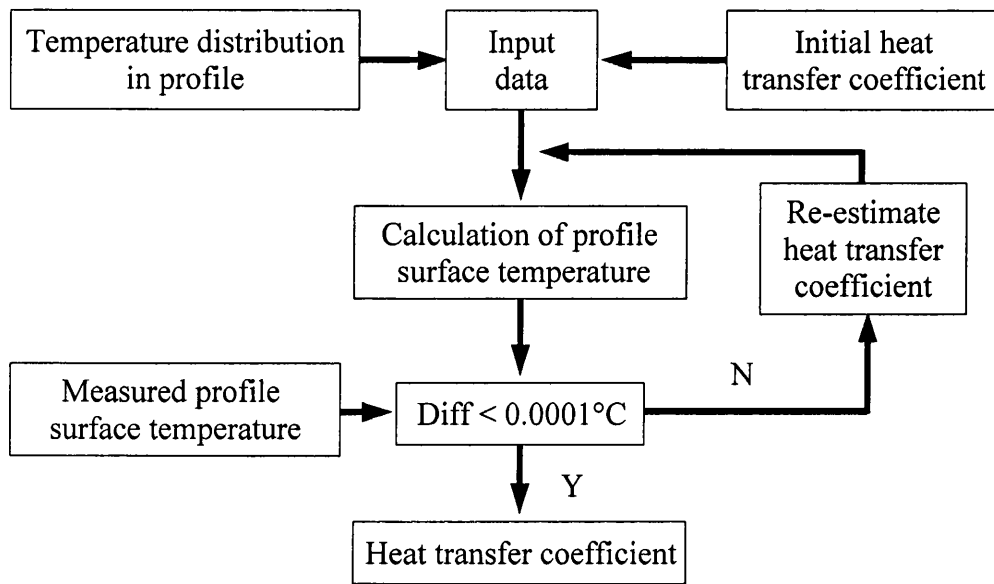 Temperature distribution
in profile
Input
data
Initial heat
transfer coefficient
Calculation of profile
surface temperature
Re-estimate
heat transfer
coefficient
Measured profile
surface temperature
Diff < 0.0001°C
N
Y
Heat transfer coefficient